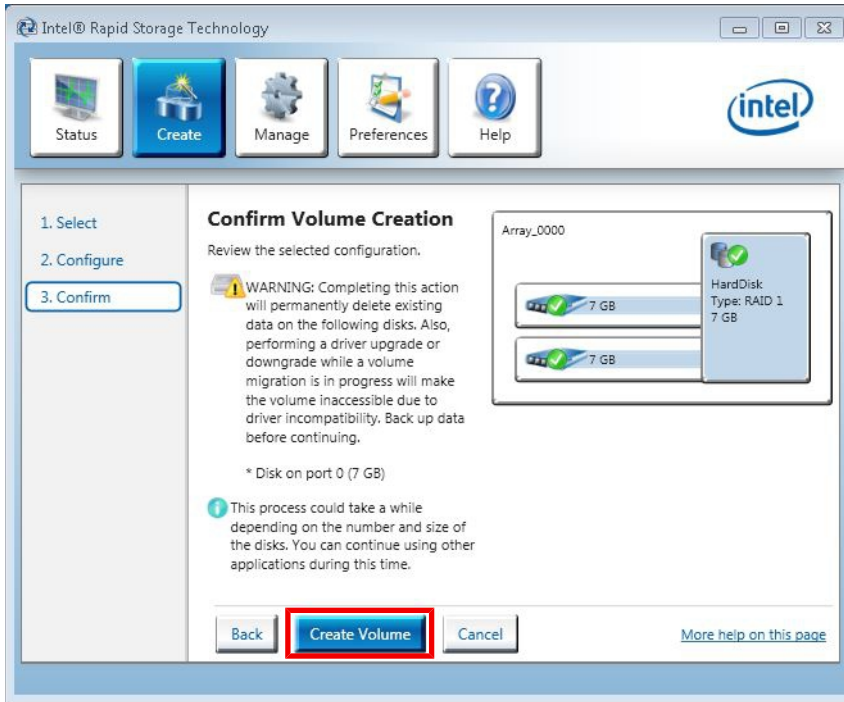 Intel® Rapid Storage Technology
Status
Create
Manage
Preferences
Help
intel
1. Select
2. Configure
3. Confirm
Confirm Volume Creation
Review the selected configuration.
WARNING: Completing this action
will permanently delete existing
data on the following disks. Also,
performing a driver upgrade or
downgrade while a volume
migration is in progress will make
the volume inaccessible due to
driver incompatibility. Back up data
before continuing.
* Disk on port 0 (7 GB)
This process could take a while
depending on the number and size of
the disks. You can continue using other
applications during this time.
Array_0000
7 GB
7 GB
HardDisk
Type: RAID 1
7 GB
Back
Create Volume
Cancel
More help on this page